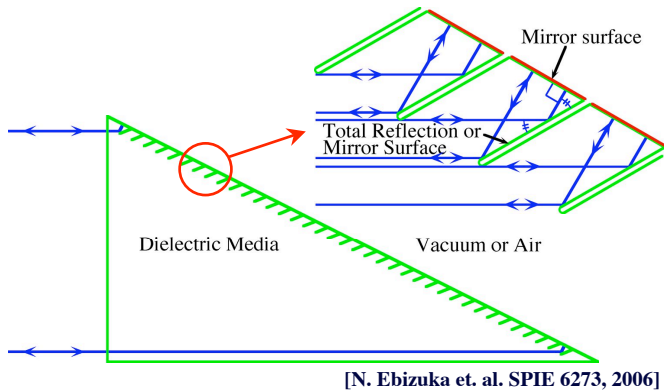 Mirror surface
Total Reflection or
Mirror Surface
Dielectric Media
Vacuum or Air
[N. Ebizuka et. al. SPIE 6273, 2006]